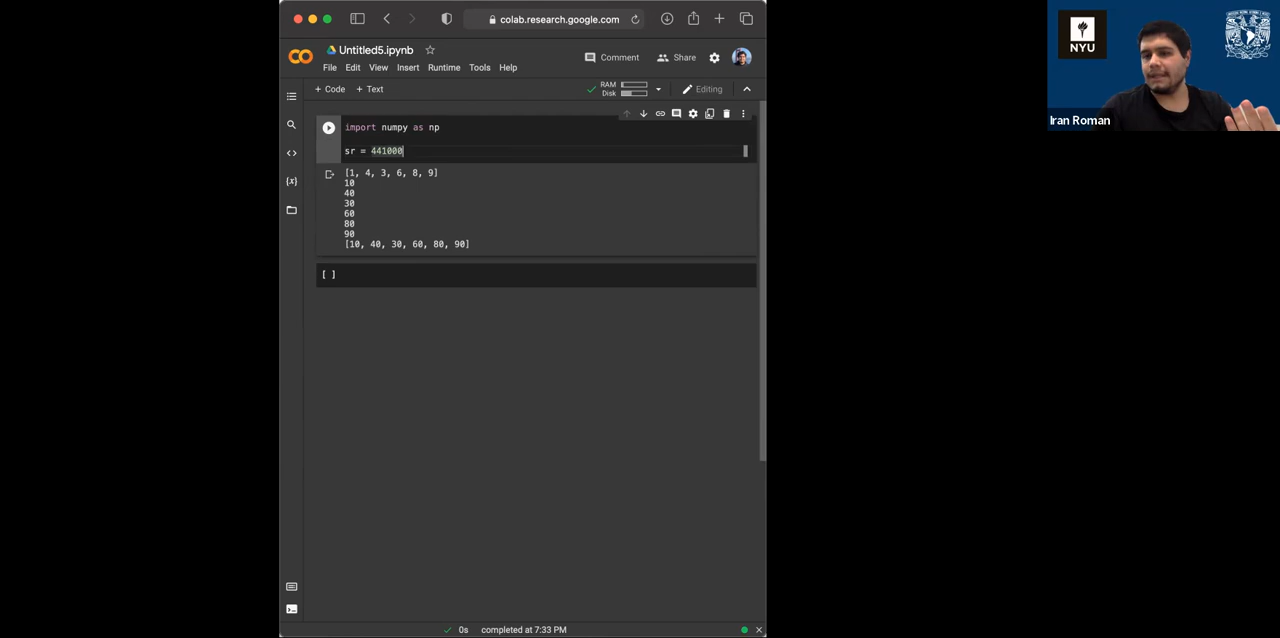 colab.research.google.com
Untitled5.ipynb
File Edit View Insert Runtime Tools Help
Comment
Share
+ Code + Text
RAM
Disk
Editing
import numpy as np
sr = 441000
[1, 4, 3, 6, 8, 9]
10
40
30
60
80
90
[10, 40, 30, 60, 80, 90]
[ ]
0s completed at 7:33 PM
NYU
Iran Roman